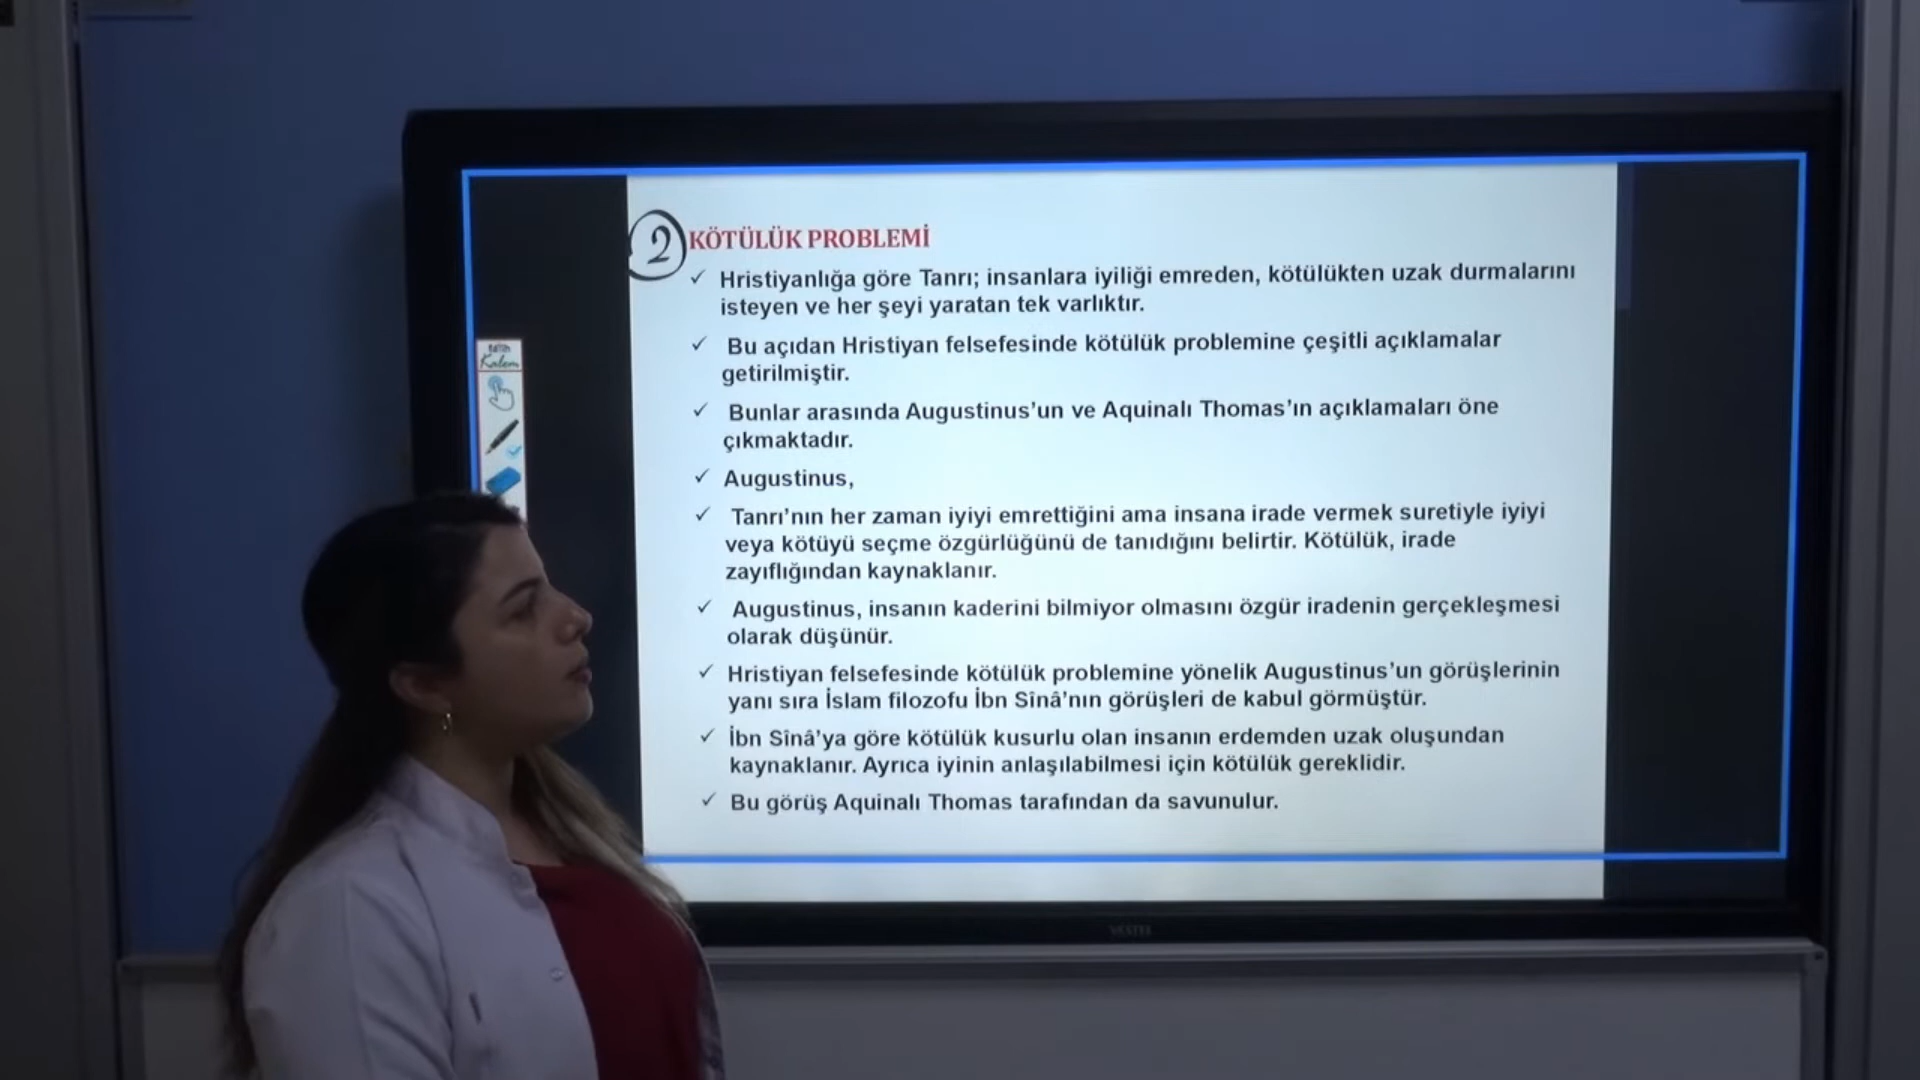 2 KÖTÜLÜK PROBLEMİ
✓ Hristiyanlığa göre Tanrı; insanlara iyiliği emreden, kötülükten uzak durmalarını
isteyen ve her şeyi yaratan tek varlıktır.
✓ Bu açıdan Hristiyan felsefesinde kötülük problemine çeşitli açıklamalar
getirilmiştir.
✓ Bunlar arasında Augustinus’un ve Aquinalı Thomas’ın açıklamaları öne
çıkmaktadır.
✓ Augustinus,
✓ Tanrı’nın her zaman iyiyi emrettiğini ama insana irade vermek suretiyle iyiyi
veya kötüyü seçme özgürlüğünü de tanıdığını belirtir. Kötülük, irade
zayıflığından kaynaklanır.
✓ Augustinus, insanın kaderini bilmiyor olmasını özgür iradenin gerçekleşmesi
olarak düşünür.
✓ Hristiyan felsefesinde kötülük problemine yönelik Augustinus’un görüşlerinin
yanı sıra İslam filozofu İbn Sînâ’nın görüşleri de kabul görmüştür.
✓ İbn Sînâ’ya göre kötülük kusurlu olan insanın erdemden uzak oluşundan
kaynaklanır. Ayrıca iyinin anlaşılabilmesi için kötülük gereklidir.
✓ Bu görüş Aquinalı Thomas tarafından da savunulur.
Kalem
VESTEL